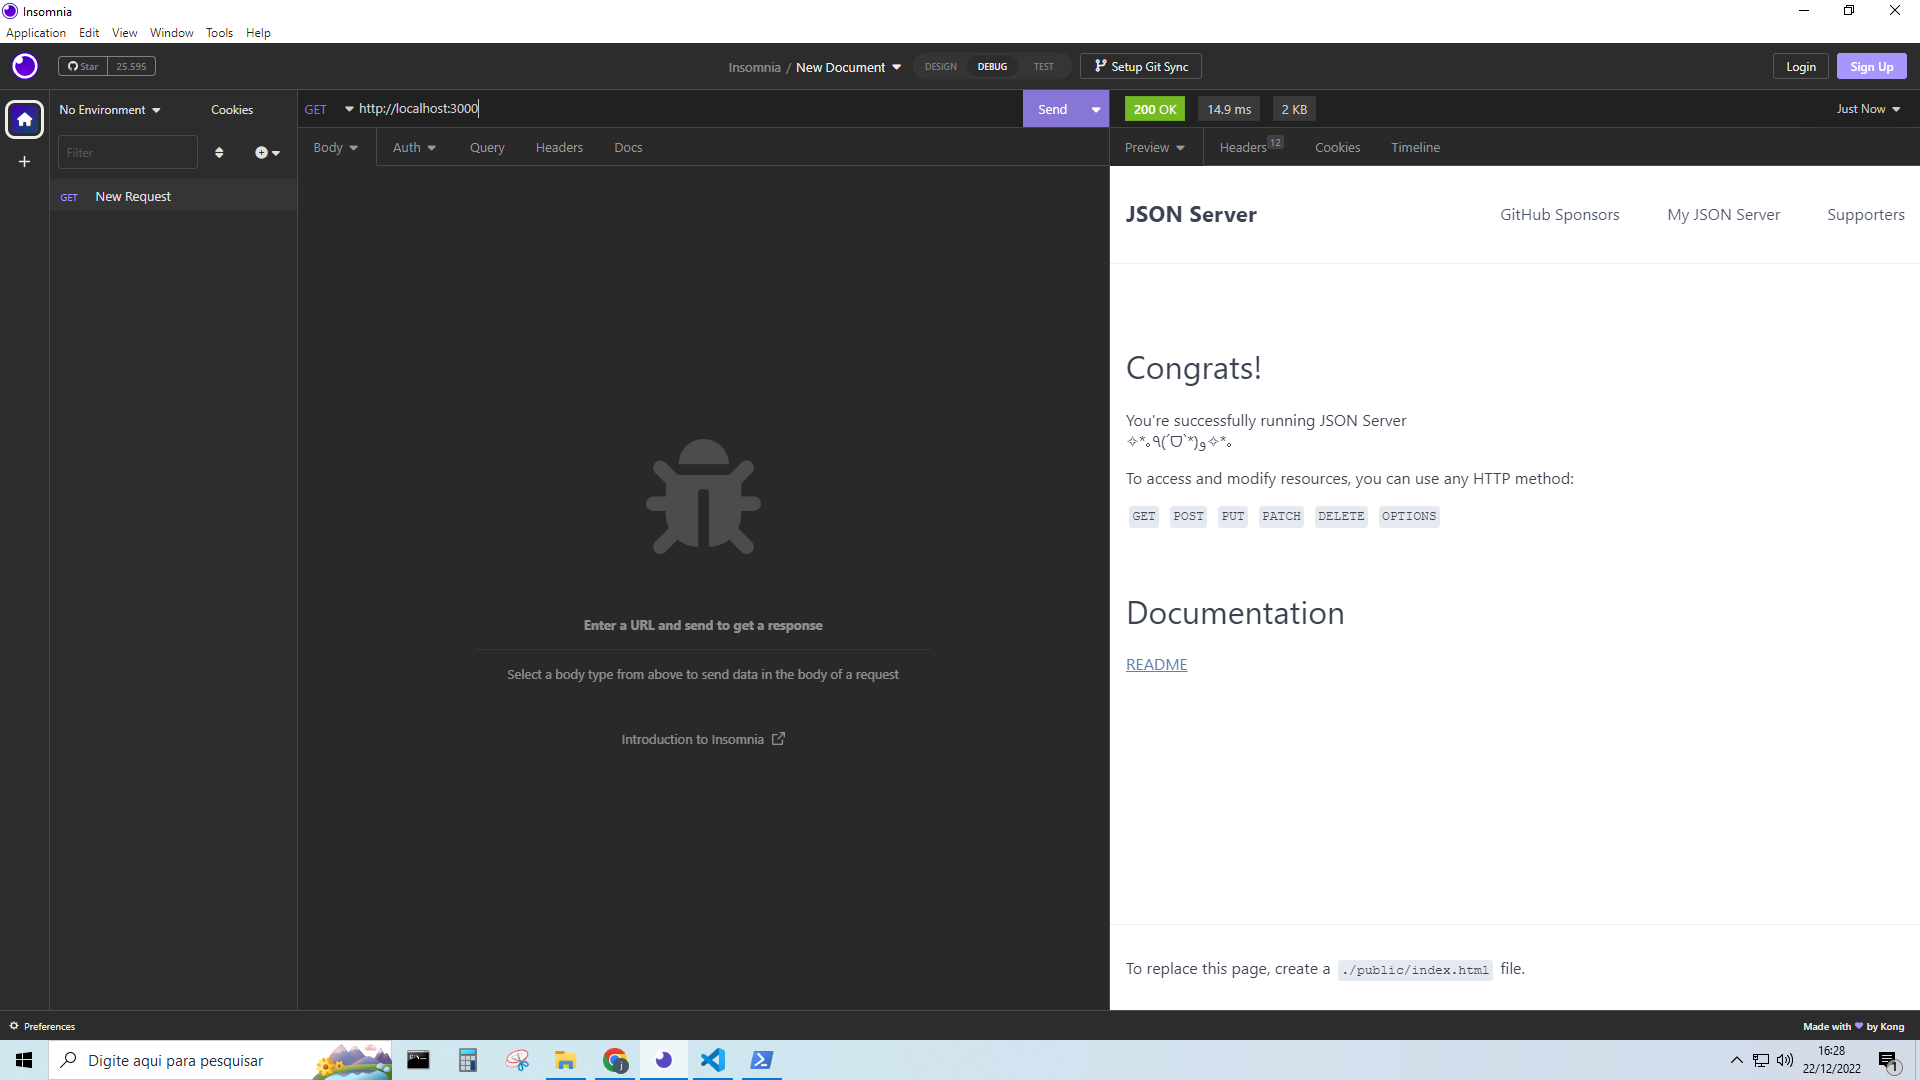 Insomnia
Application Edit View Window Tools Help
Star 25.595
Insomnia / New Document
DESIGN DEBUG TEST
Setup Git Sync
Login Sign Up
No Environment Cookies
GET http://localhost:3000 Send
200 OK 14.9 ms 2 KB Just Now
Filter
Body Auth Query Headers Docs
Preview Headers 12 Cookies Timeline
GET New Request
JSON Server GitHub Sponsors My JSON Server Supporters
Congrats!
You're successfully running JSON Server
✧*｡٩(ˊᗜˋ*)و✧*｡
To access and modify resources, you can use any HTTP method:
GET POST PUT PATCH DELETE OPTIONS
Documentation
README
Enter a URL and send to get a response
Select a body type from above to send data in the body of a request
Introduction to Insomnia
To replace this page, create a ./public/index.html file.
Preferences
Made with 💜 by Kong
Digite aqui para pesquisar
16:28
22/12/2022
1